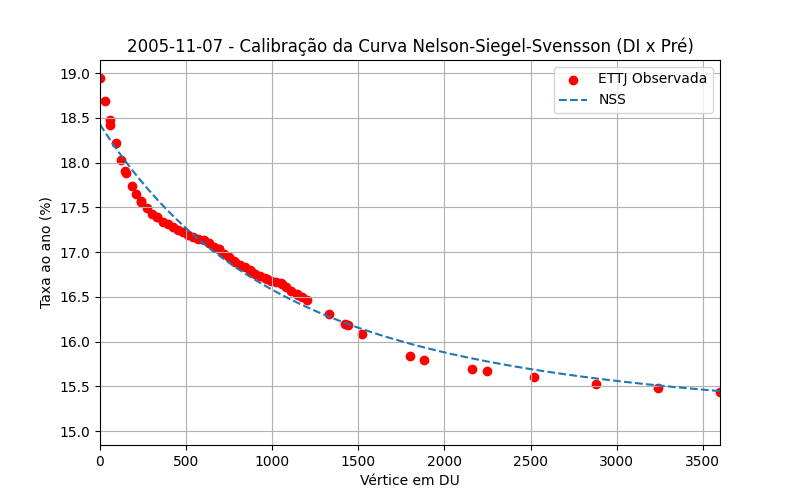 2005-11-07 - Calibração da Curva Nelson-Siegel-Svensson (DI x Pré)
ETTJ Observada
NSS
Taxa ao ano (%)
19.0
18.5
18.0
17.5
17.0
16.5
16.0
15.5
15.0
0 500 1000 1500 2000 2500 3000 3500
Vértice em DU